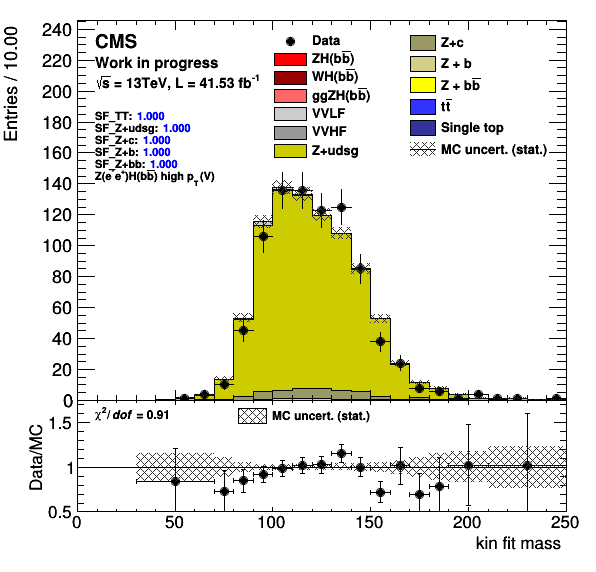 Entries / 10.00
240
220
200
180
160
140
120
100
80
60
40
20
0
CMS
Work in progress
√s = 13TeV, L = 41.53 fb⁻¹
SF_TT: 1.000
SF_Z+udsg: 1.000
SF_Z+c: 1.000
SF_Z+b: 1.000
SF_Z+bb: 1.000
Z(e⁻e⁺)H(bb̅) high p_T(V)
Data
ZH(bb̅)
WH(bb̅)
ggZH(bb̅)
VVLF
VVHF
Z+udsg
Z+c
Z + b
Z + bb̅
tt̅
Single top
MC uncert. (stat.)
Data/MC
1.5
1
0.5
χ²/dof = 0.91
MC uncert. (stat.)
0
50
100
150
200
250
kin fit mass